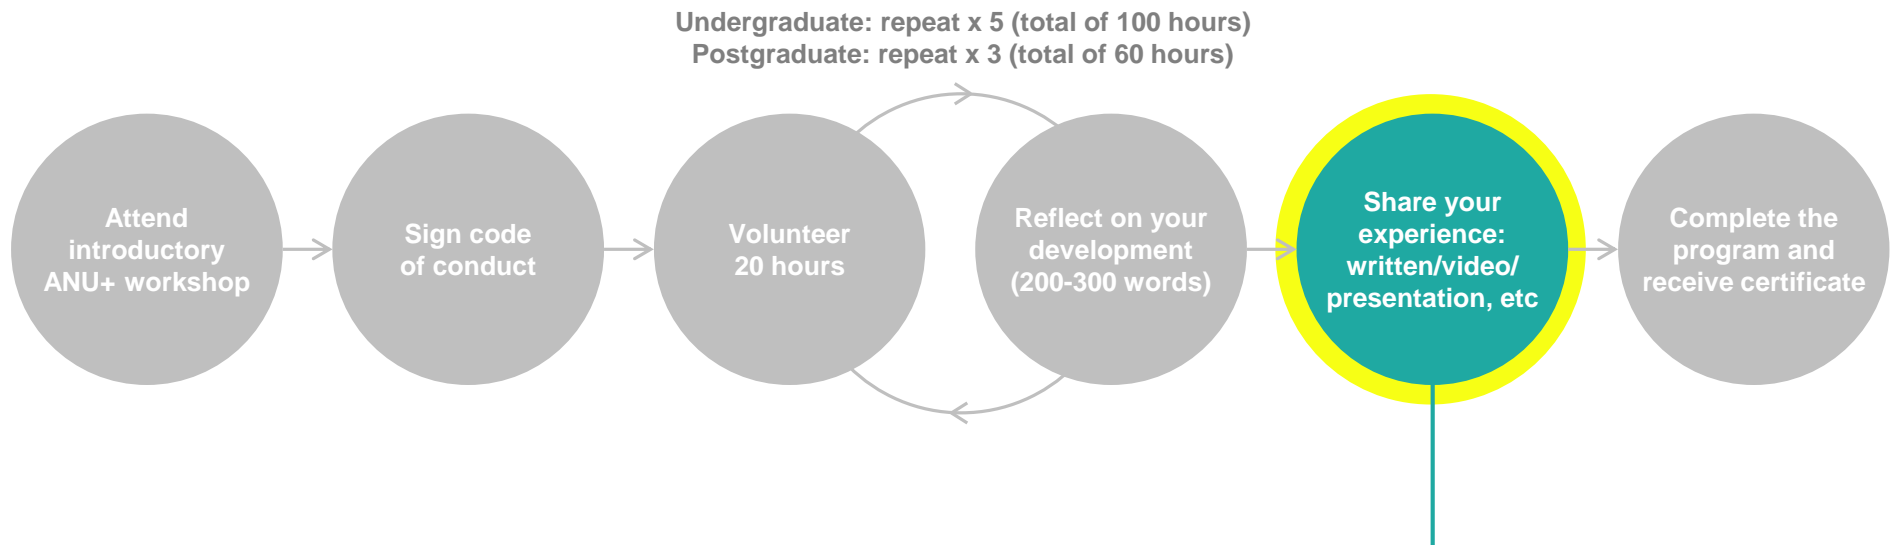 Undergraduate: repeat x 5 (total of 100 hours)
Postgraduate: repeat x 3 (total of 60 hours)
Attend
introductory
ANU+ workshop
Sign code
of conduct
Volunteer
20 hours
Reflect on your
development
(200-300 words)
Share your
experience:
written/video/
presentation, etc
Complete the
program and
receive certificate